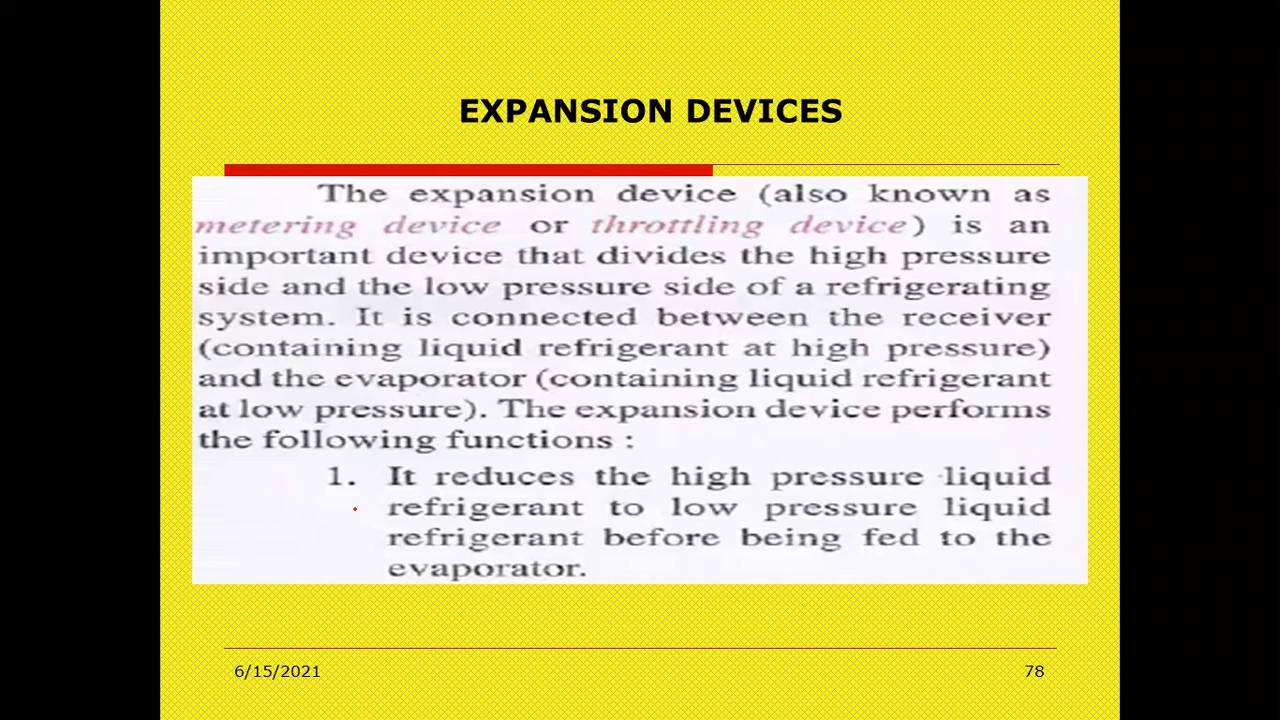 EXPANSION DEVICES
The expansion device (also known as
metering device or throttling device) is an
important device that divides the high pressure
side and the low pressure side of a refrigerating
system. It is connected between the receiver
(containing liquid refrigerant at high pressure)
and the evaporator (containing liquid refrigerant
at low pressure). The expansion device performs
the following functions :
1. It reduces the high pressure liquid
refrigerant to low pressure liquid
refrigerant before being fed to the
evaporator.
6/15/2021 78